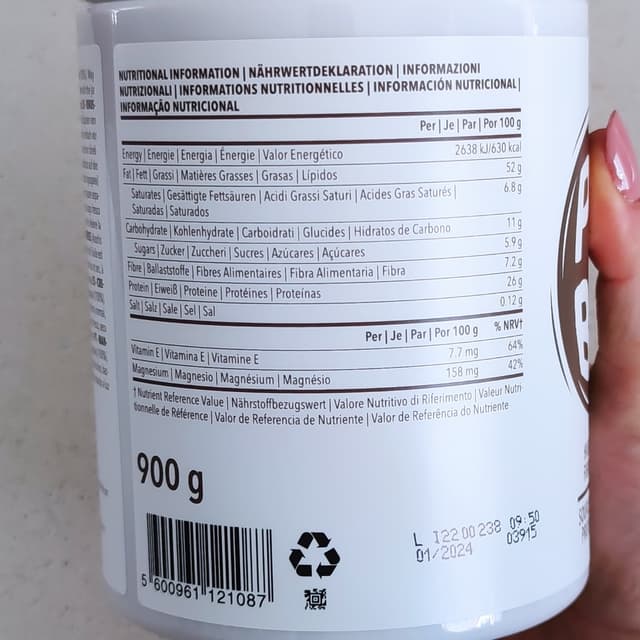 NUTRITIONAL INFORMATION | NÄHRWERTDEKLARATION | INFORMAZIONI
NUTRIZIONALI | INFORMATIONS NUTRITIONNELLES | INFORMACIÓN NUTRICIONAL |
INFORMAÇÃO NUTRICIONAL
Per | Je | Par | Por 100 g
Energy | Energie | Energia | Énergie | Valor Energético 2638 kJ/630 kcal
Fat | Fett | Grassi | Matières Grasses | Grasas | Lípidos 52 g
Saturates | Gesättigte Fettsäuren | Acidi Grassi Saturi | Acides Gras Saturés | 6.8 g
Saturadas | Saturados
Carbohydrate | Kohlenhydrate | Carboidrati | Glucides | Hidratos de Carbono 11 g
Sugars | Zucker | Zuccheri | Sucres | Azúcares | Açúcares 5.9 g
Fibre | Ballaststoffe | Fibres Alimentaires | Fibra Alimentaria | Fibra 7.2 g
Protein | Eiweiß | Proteine | Protéines | Proteínas 26 g
Salt | Salz | Sale | Sel | Sal 0.12 g
Per | Je | Par | Por 100 g % NRV†
Vitamin E | Vitamina E | Vitamine E 7.7 mg 64%
Magnesium | Magnesio | Magnésium | Magnésio 158 mg 42%
† Nutrient Reference Value | Nährstoffbezugswert | Valore Nutritivo di Riferimento | Valeur Nutri-
tionnelle de Référence | Valor de Referencia de Nutriente | Valor de Referência do Nutriente
900 g
L 122 00 238 09:50
01/2024 03915
5 600961 121087